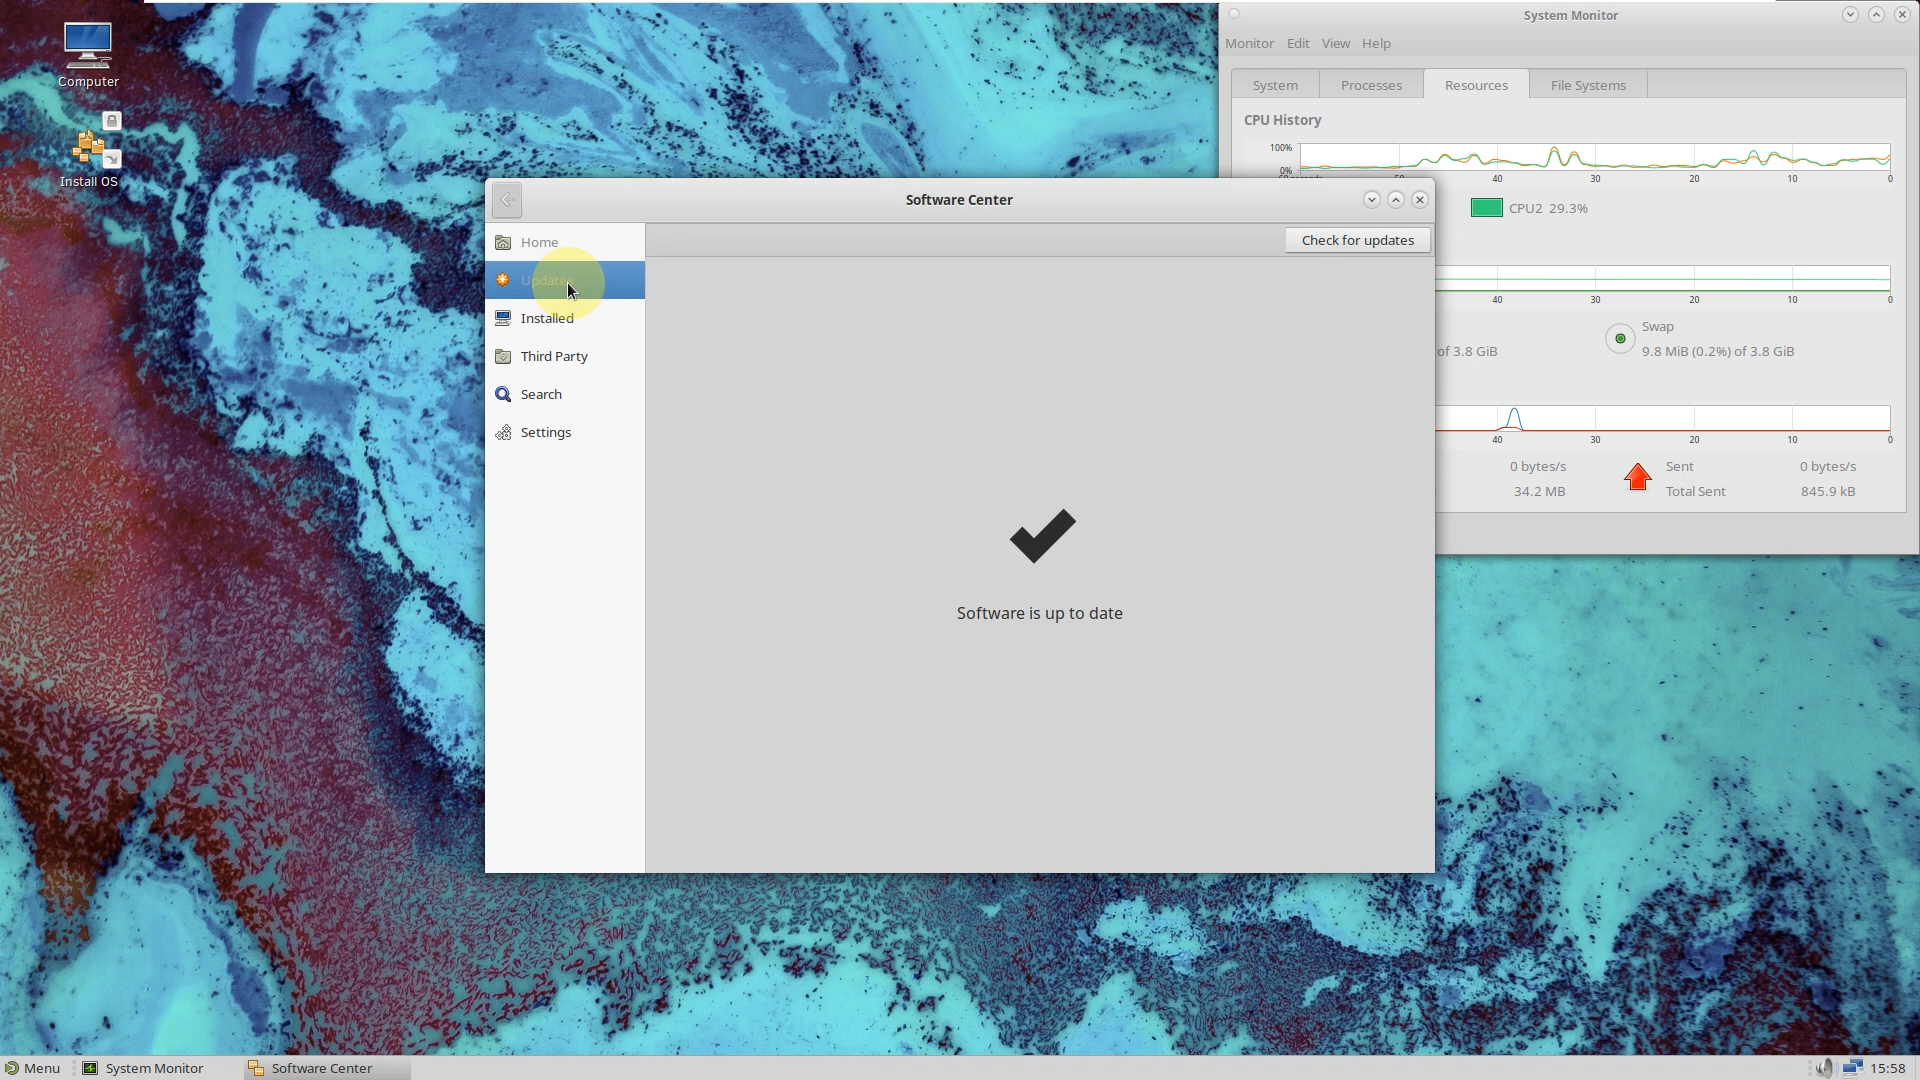 Computer
Install OS
System Monitor
Monitor Edit View Help
System Processes Resources File Systems
CPU History
100%
0%
40 30 20 10 0
CPU2 29.3%
40 30 20 10 0
Swap
of 3.8 GiB
9.8 MiB (0.2%) of 3.8 GiB
40 30 20 10 0
0 bytes/s Sent 0 bytes/s
34.2 MB Total Sent 845.9 kB
Software Center
Home
Updates
Installed
Third Party
Search
Settings
Check for updates
Software is up to date
Menu System Monitor Software Center 15:58